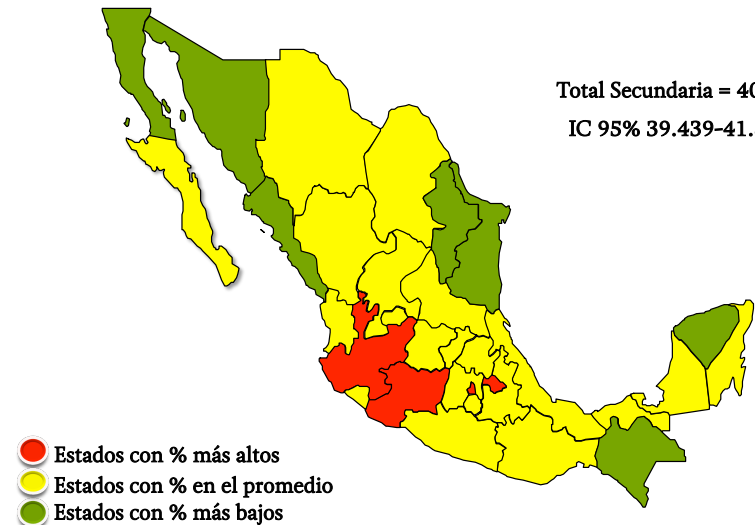 Total Secundaria = 40
IC 95% 39.439-41.
Estados con % más altos
Estados con % en el promedio
Estados con % más bajos